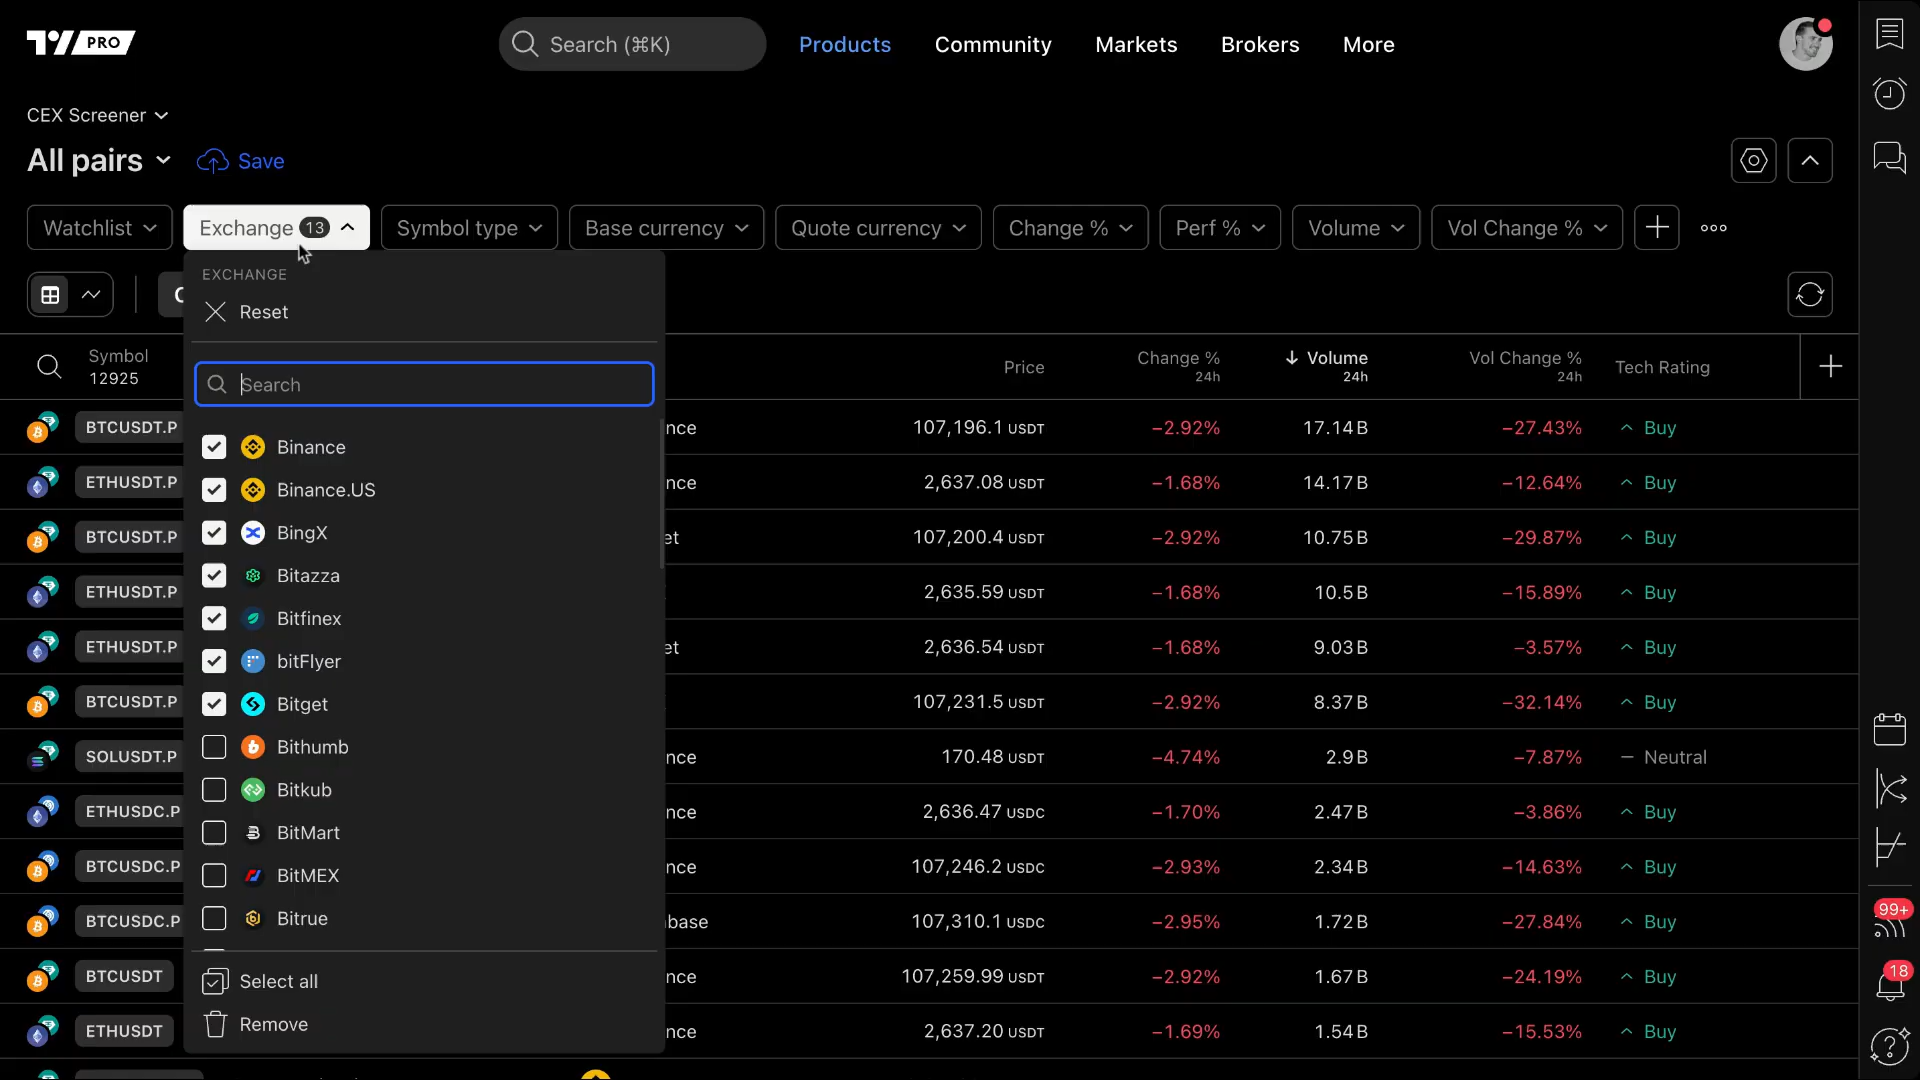 PRO
Search (⌘K)
Products
Community
Markets
Brokers
More
CEX Screener
All pairs
Save
Watchlist
Exchange 13
Symbol type
Base currency
Quote currency
Change %
Perf %
Volume
Vol Change %
EXCHANGE
Reset
Search
Binance
Binance.US
BingX
Bitazza
Bitfinex
bitFlyer
Bitget
Bithumb
Bitkub
BitMart
BitMEX
Bitrue
Select all
Remove
Symbol
12925
Price
Change %
24h
Volume
24h
Vol Change %
24h
Tech Rating
BTCUSDT.P nce 107,196.1 USDT −2.92% 17.14 B −27.43% Buy
ETHUSDT.P nce 2,637.08 USDT −1.68% 14.17 B −12.64% Buy
BTCUSDT.P et 107,200.4 USDT −2.92% 10.75 B −29.87% Buy
ETHUSDT.P 2,635.59 USDT −1.68% 10.5 B −15.89% Buy
ETHUSDT.P et 2,636.54 USDT −1.68% 9.03 B −3.57% Buy
BTCUSDT.P 107,231.5 USDT −2.92% 8.37 B −32.14% Buy
SOLUSDT.P nce 170.48 USDT −4.74% 2.9 B −7.87% Neutral
ETHUSDC.P nce 2,636.47 USDC −1.70% 2.47 B −3.86% Buy
BTCUSDC.P nce 107,246.2 USDC −2.93% 2.34 B −14.63% Buy
BTCUSDC.P base 107,310.1 USDC −2.95% 1.72 B −27.84% Buy
BTCUSDT nce 107,259.99 USDT −2.92% 1.67 B −24.19% Buy
ETHUSDT nce 2,637.20 USDT −1.69% 1.54 B −15.53% Buy
99+
18